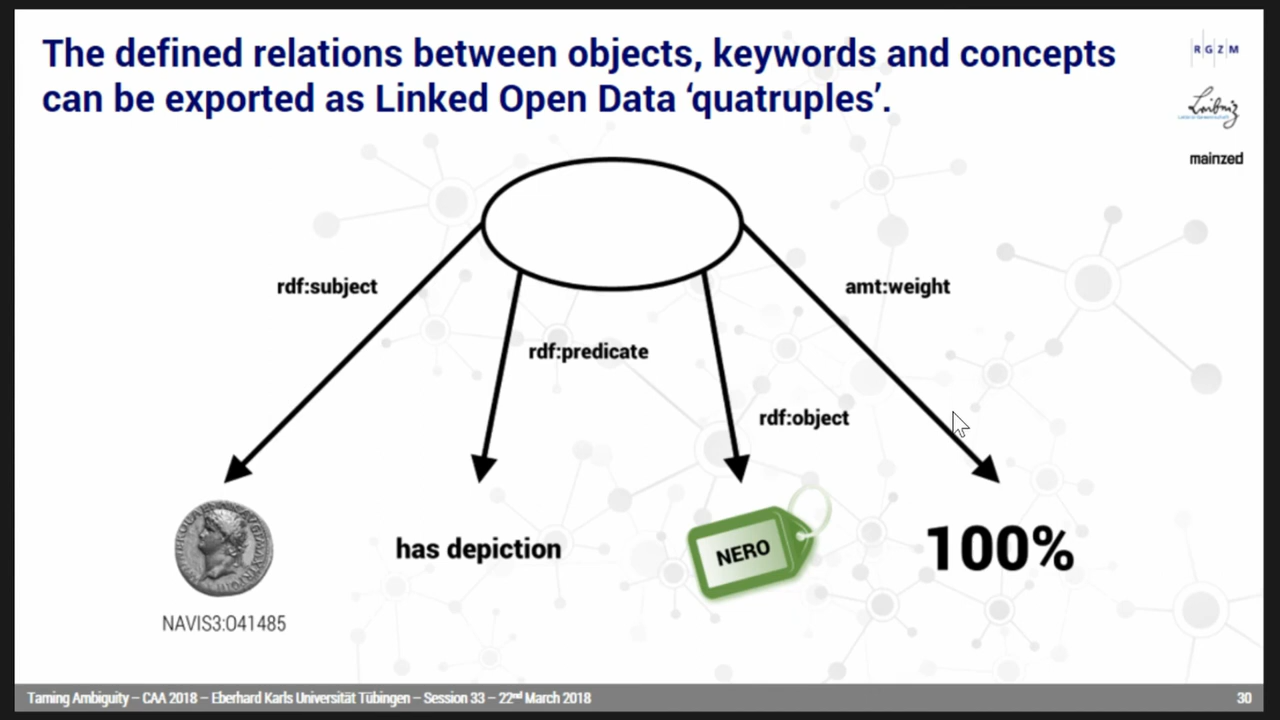 The defined relations between objects, keywords and concepts
can be exported as Linked Open Data ‘quatruples’.
R G Z M
Leibniz
mainzed
rdf:subject
amt:weight
rdf:predicate
rdf:object
has depiction
NERO
100%
NAVIS3:041485
Taming Ambiguity – CAA 2018 – Eberhard Karls Universität Tübingen – Session 33 – 22nd March 2018
30